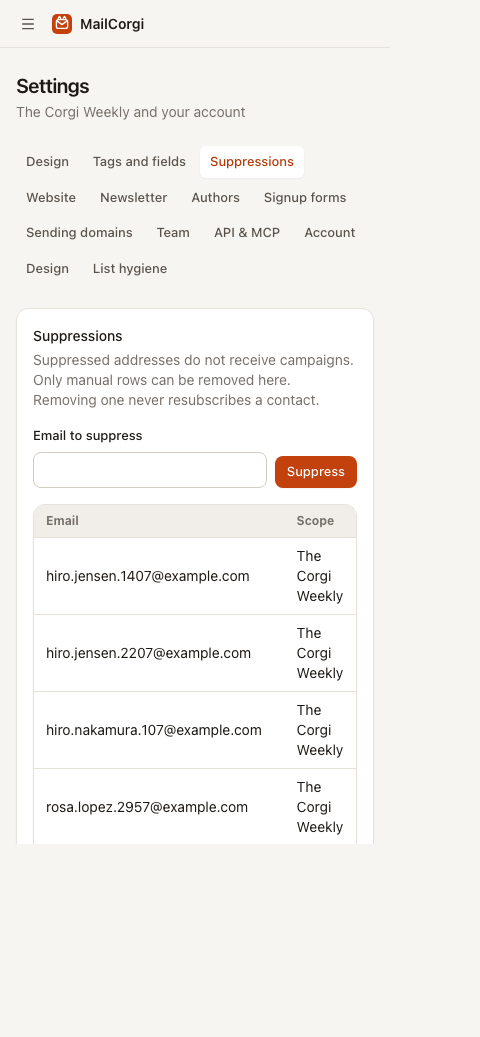 MailCorgi
Settings
The Corgi Weekly and your account
Design Tags and fields Suppressions
Website Newsletter Authors Signup forms
Sending domains Team API & MCP Account
Design List hygiene
Suppressions
Suppressed addresses do not receive campaigns.
Only manual rows can be removed here.
Removing one never resubscribes a contact.
Email to suppress
Suppress
Email Scope
hiro.jensen.1407@example.com The Corgi Weekly
hiro.jensen.2207@example.com The Corgi Weekly
hiro.nakamura.107@example.com The Corgi Weekly
rosa.lopez.2957@example.com The Corgi Weekly